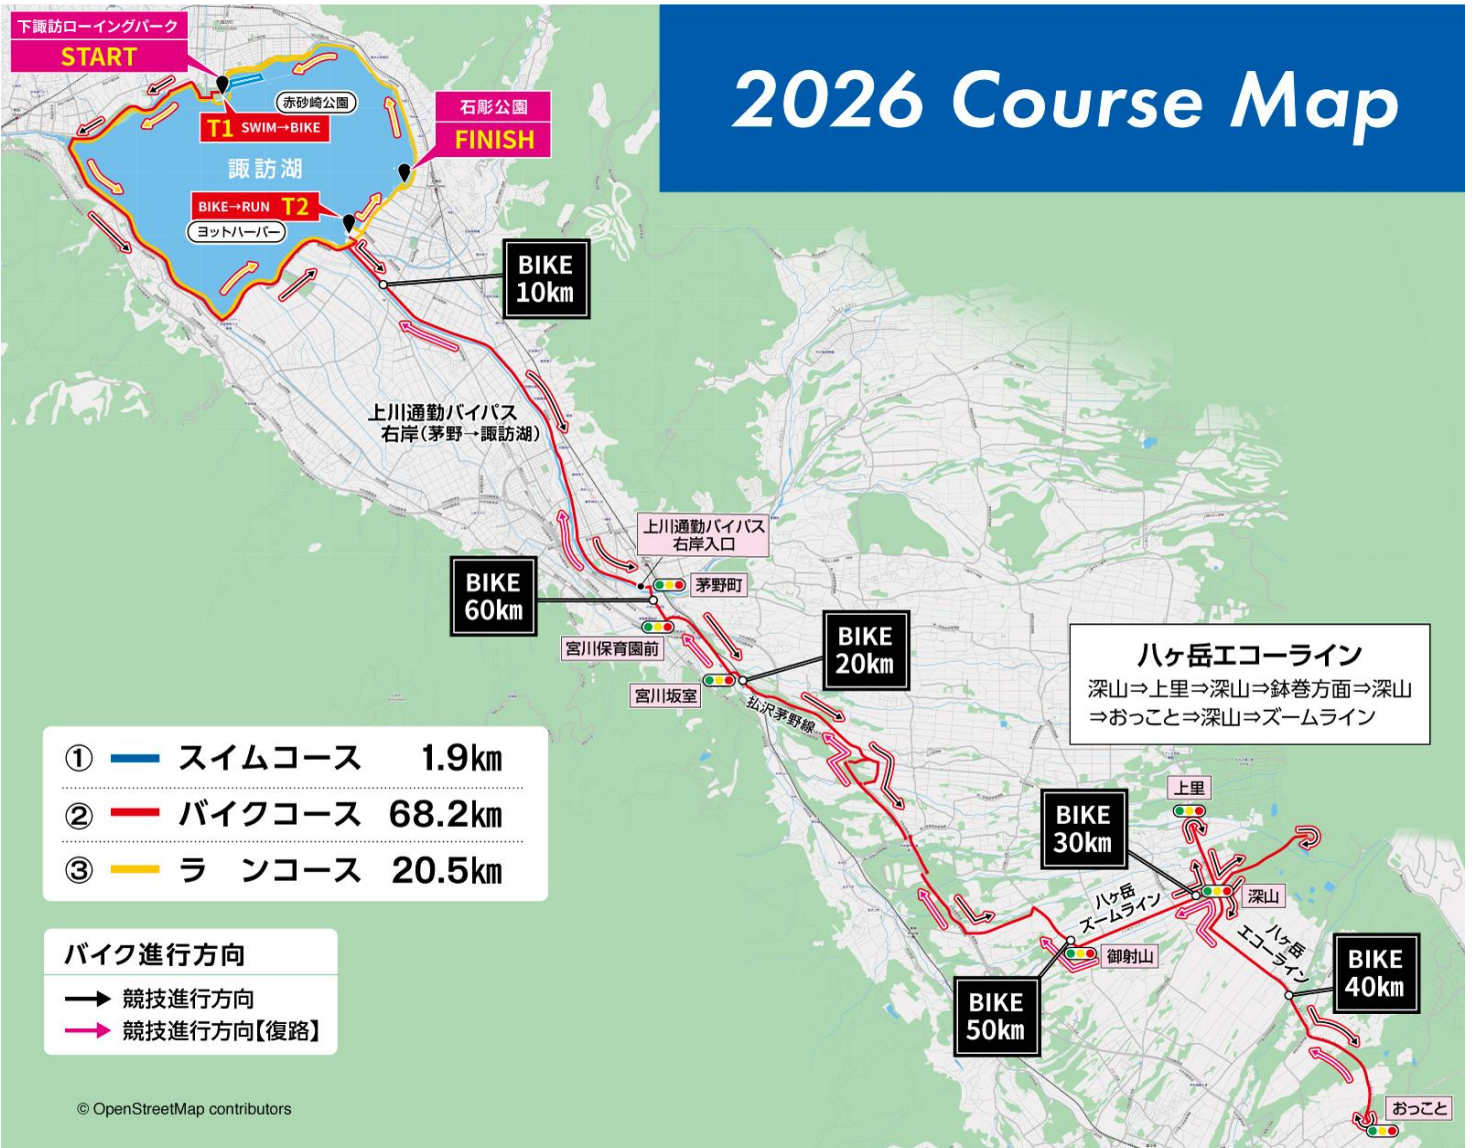 下諏訪ローイングパーク
START
2026 Course Map
赤砂崎公園
石彫公園
FINISH
T1 SWIM→BIKE
諏訪湖
BIKE→RUN T2
ヨットハーバー
BIKE
10km
上川通勤バイパス
右岸(茅野→諏訪湖)
上川通勤バイパス
右岸入口
BIKE
60km
茅野町
宮川保育園前
BIKE
20km
宮川坂室
払沢茅野線
八ヶ岳エコーライン
深山⇒上里⇒深山⇒鉢巻方面⇒深山
⇒おっこと⇒深山⇒ズームライン
① スイムコース 1.9km
② バイクコース 68.2km
③ ランコース 20.5km
上里
BIKE
30km
深山
八ヶ岳
ズームライン
八ヶ岳
エコーライン
御射山
BIKE
40km
BIKE
50km
バイク進行方向
競技進行方向
競技進行方向【復路】
おっこと
© OpenStreetMap contributors